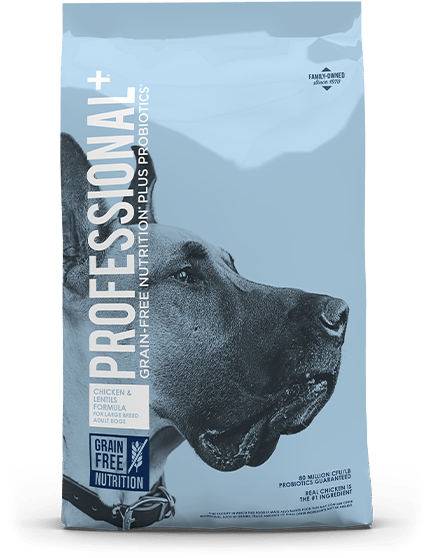 FAMILY-OWNED
since 1970
PROFESSIONAL+
GRAIN-FREE NUTRITION* PLUS PROBIOTICS
CHICKEN &
LENTILS
FORMULA
FOR LARGE BREED
ADULT DOGS
GRAIN
FREE
NUTRITION
80 MILLION CFU/LB
PROBIOTICS GUARANTEED
REAL CHICKEN IS
THE #1 INGREDIENT